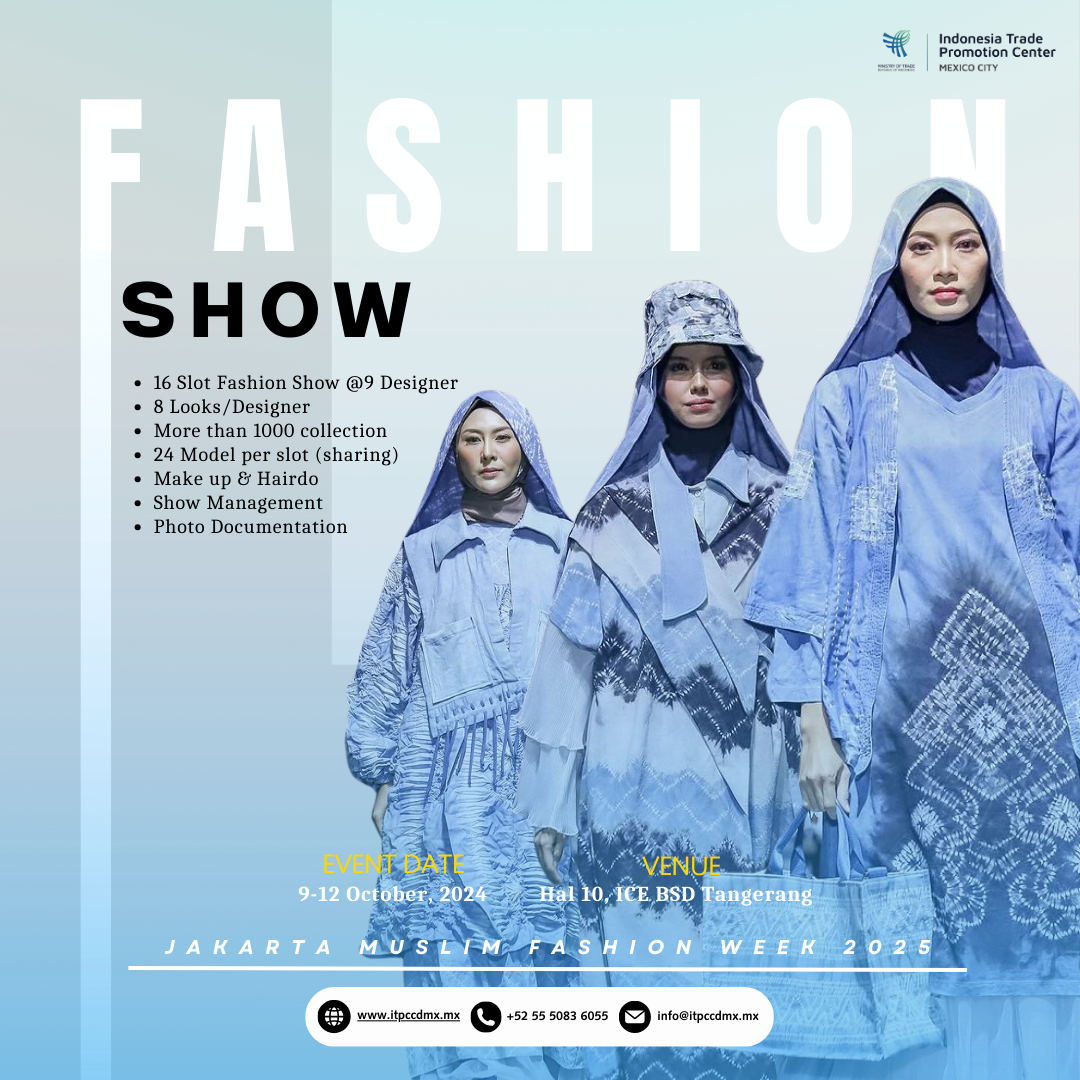 Indonesia Trade
Promotion Center
MEXICO CITY
MINISTRY OF TRADE
REPUBLIC OF INDONESIA
FASHION
SHOW
• 16 Slot Fashion Show @9 Designer
• 8 Looks/Designer
• More than 1000 collection
• 24 Model per slot (sharing)
• Make up & Hairdo
• Show Management
• Photo Documentation
EVENT DATE
9-12 October, 2024
VENUE
Hal 10, ICE BSD Tangerang
JAKARTA MUSLIM FASHION WEEK 2025
www.itpccdmx.mx
+52 55 5083 6055
info@itpccdmx.mx